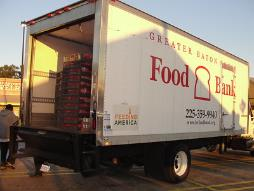 GREATER BATON ROUGE
Food Bank
225-359-9940
FEEDING
AMERICA